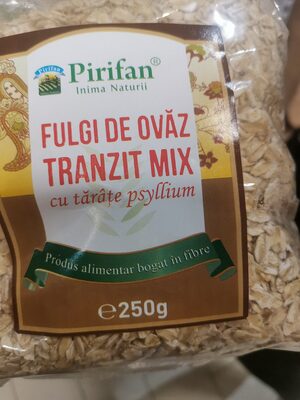 Pirifan
Pirifan®
Inima Naturii
FULGI DE OVĂZ
TRANZIT MIX
cu tărâțe psyllium
Produs alimentar bogat în fibre
℮250g